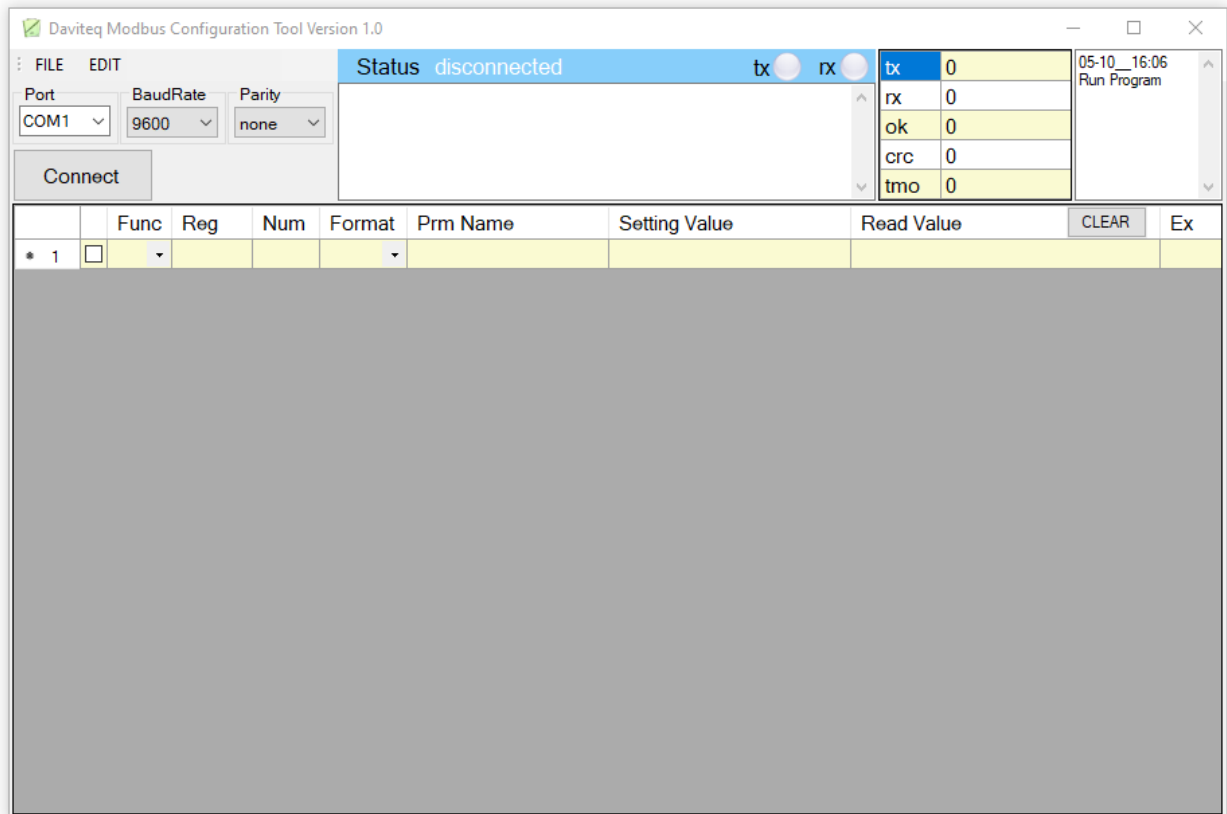 Daviteq Modbus Configuration Tool Version 1.0
FILE EDIT
Status disconnected tx rx
Port BaudRate Parity
COM1 9600 none
Connect
tx 0
rx 0
ok 0
crc 0
tmo 0
05-10__16:06
Run Program
Func Reg Num Format Prm Name Setting Value Read Value CLEAR Ex
* 1